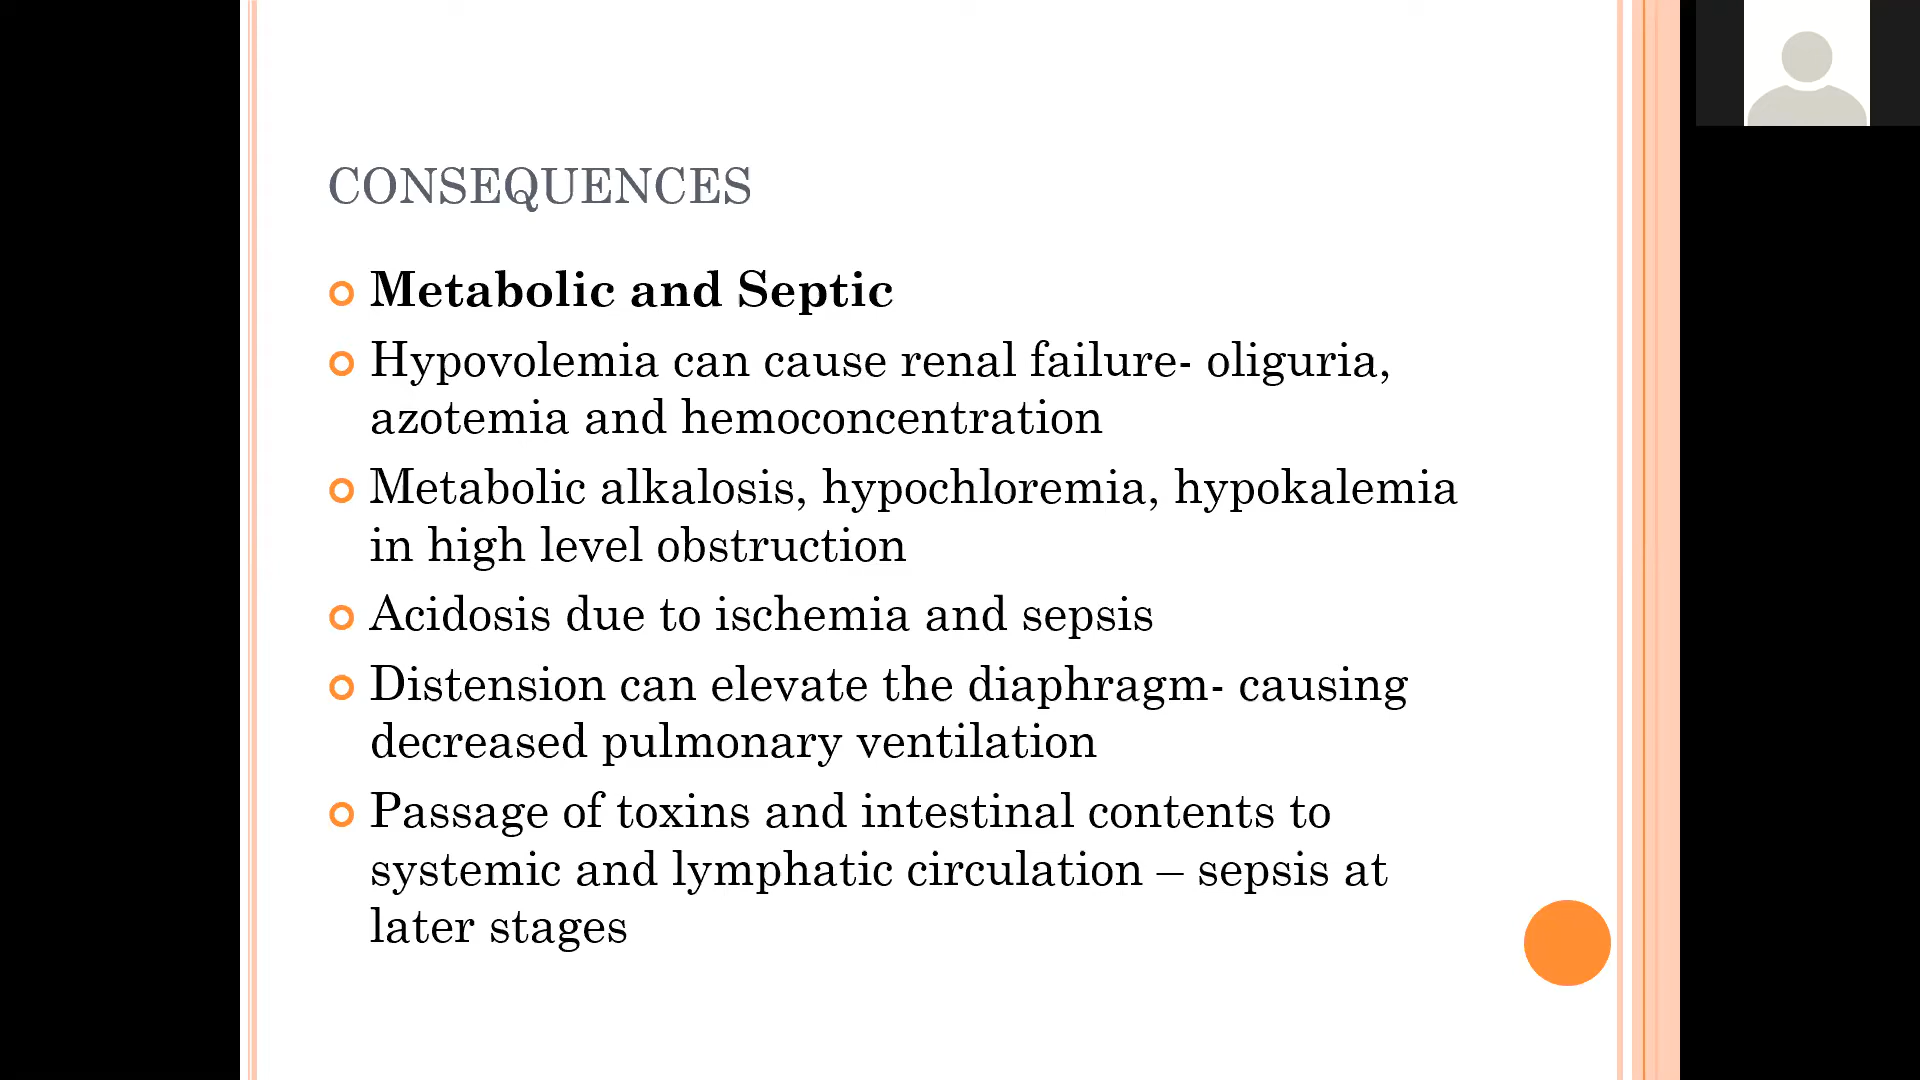 CONSEQUENCES
Metabolic and Septic
Hypovolemia can cause renal failure- oliguria,
azotemia and hemoconcentration
Metabolic alkalosis, hypochloremia, hypokalemia
in high level obstruction
Acidosis due to ischemia and sepsis
Distension can elevate the diaphragm- causing
decreased pulmonary ventilation
Passage of toxins and intestinal contents to
systemic and lymphatic circulation – sepsis at
later stages